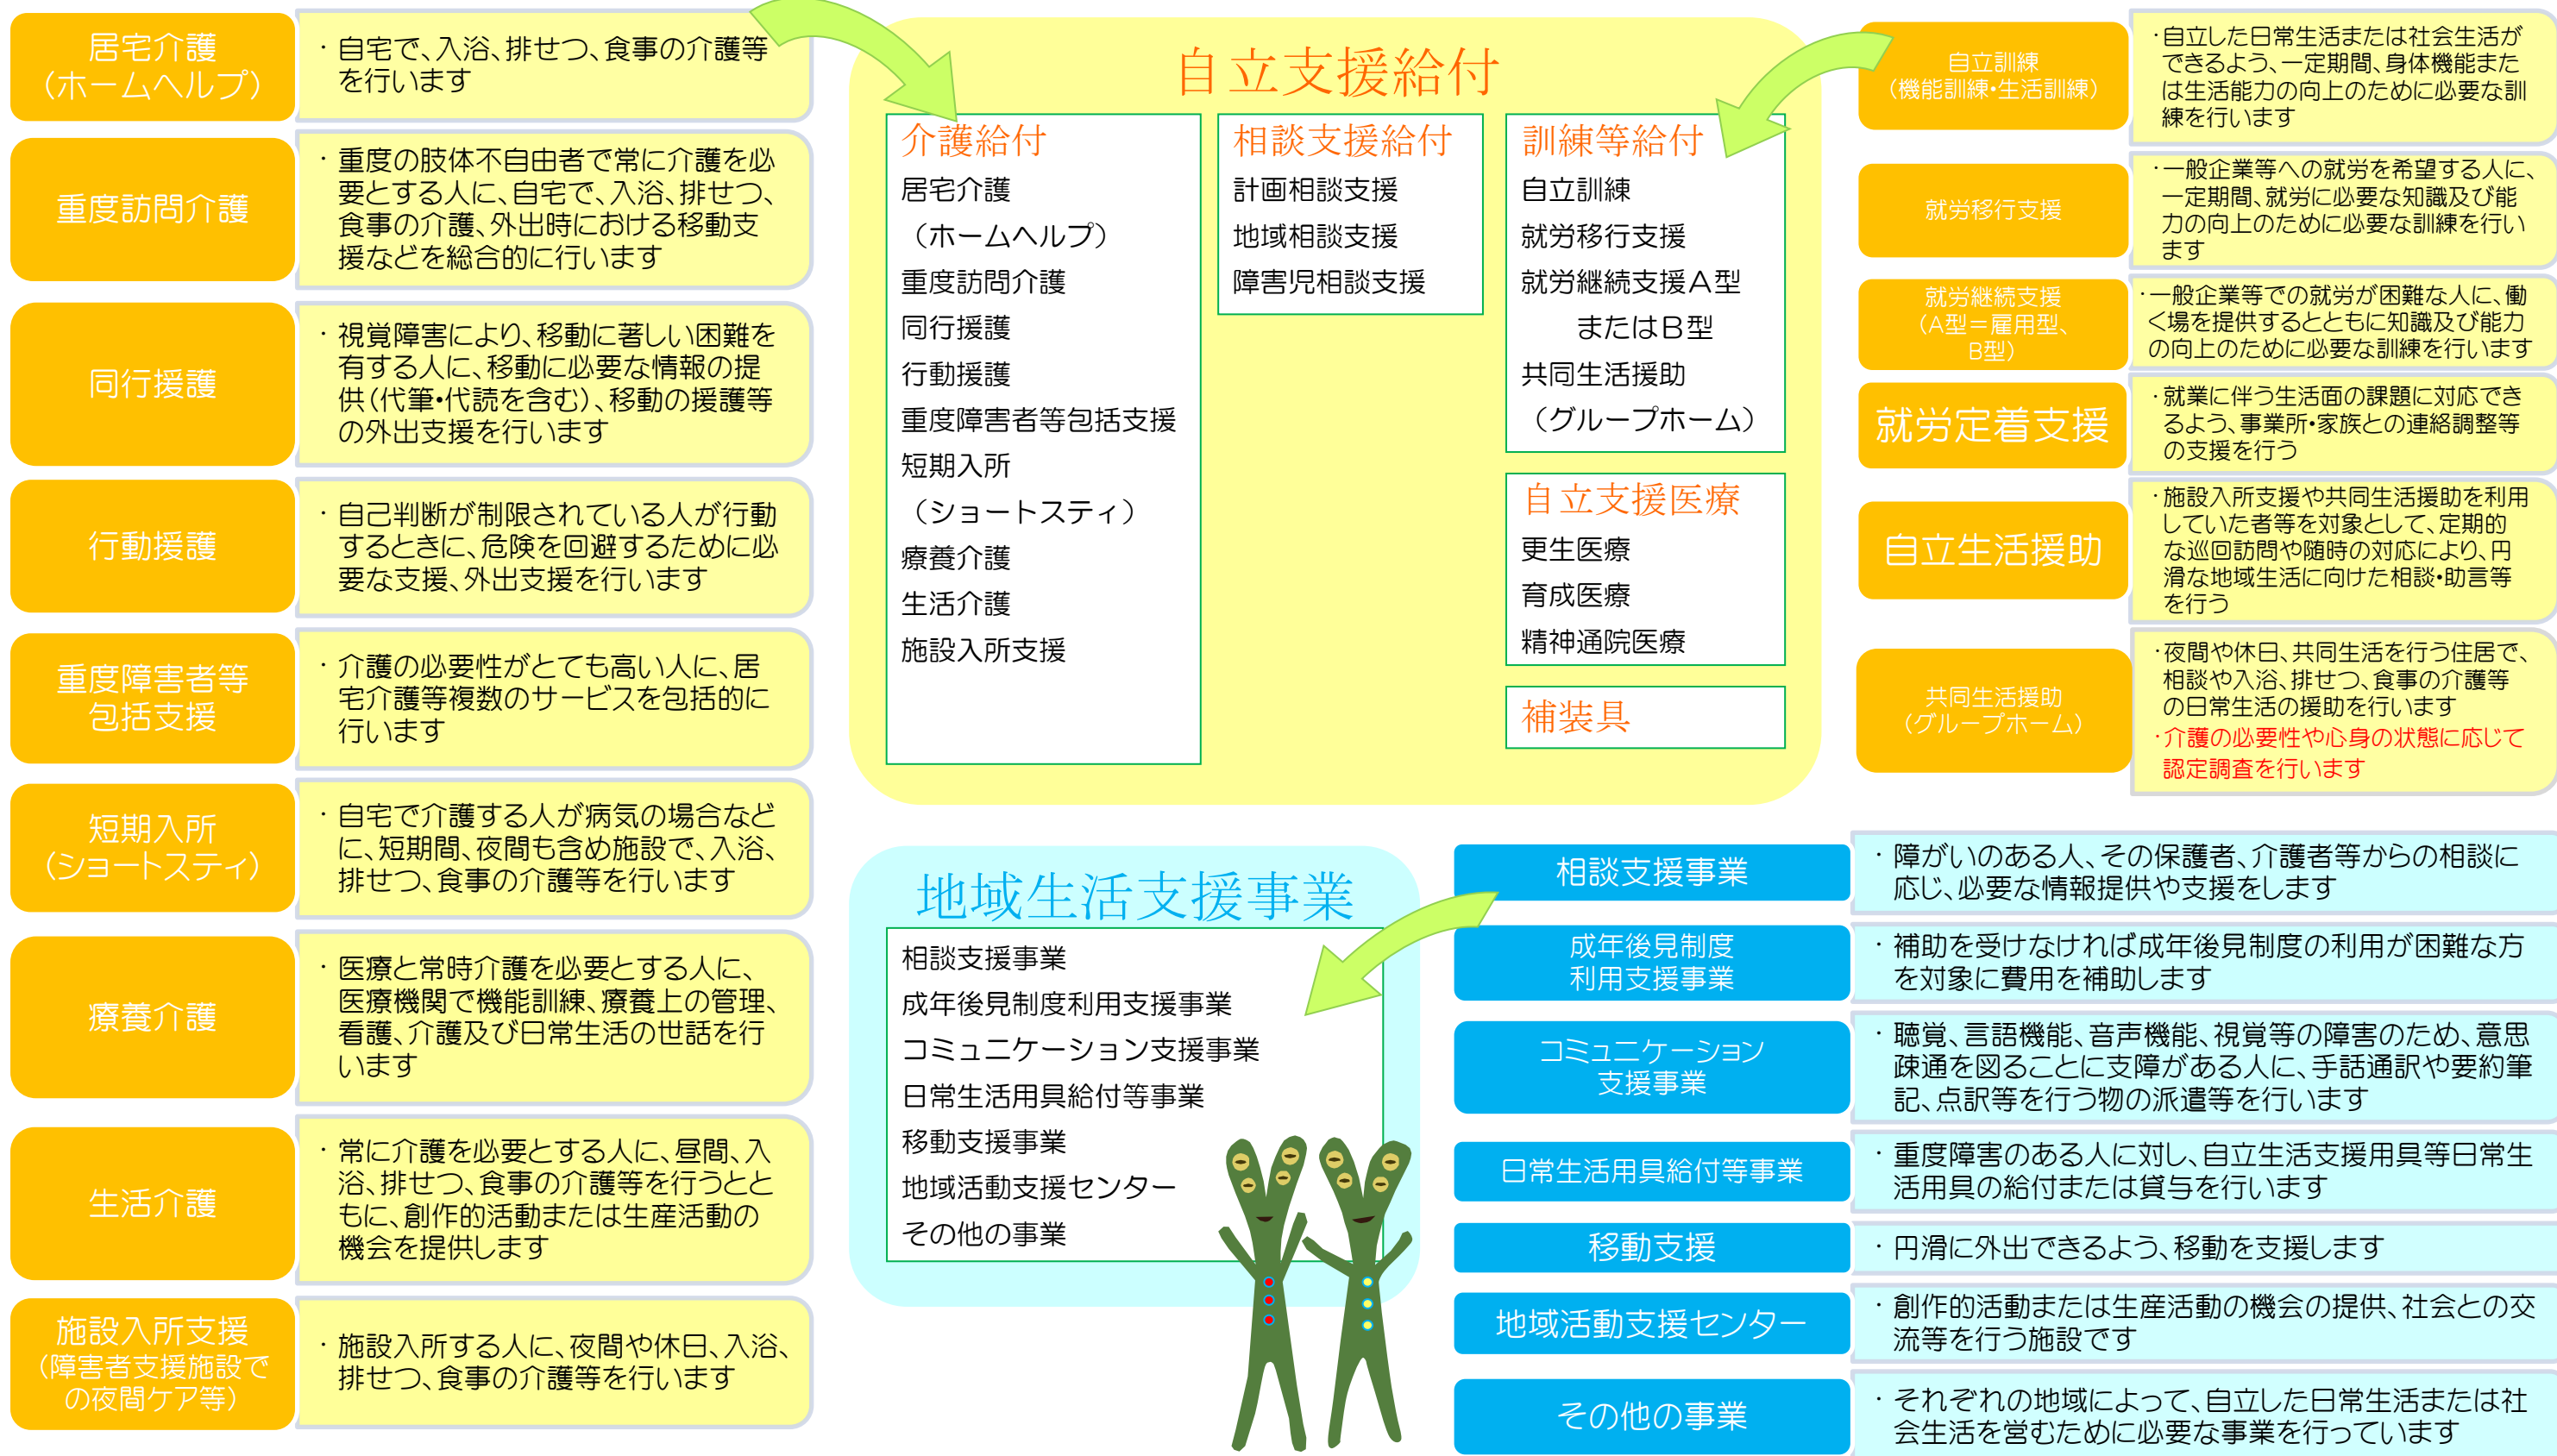 居宅介護
（ホームヘルプ）
・自宅で、入浴、排せつ、食事の介護等
を行います
重度訪問介護
・重度の肢体不自由者で常に介護を必
要とする人に、自宅で、入浴、排せつ、
食事の介護、外出時における移動支
援などを総合的に行います
同行援護
・視覚障害により、移動に著しい困難を
有する人に、移動に必要な情報の提
供（代筆・代読を含む）、移動の援護等
の外出支援を行います
行動援護
・自己判断が制限されている人が行動
するときに、危険を回避するために必
要な支援、外出支援を行います
重度障害者等
包括支援
・介護の必要性がとても高い人に、居
宅介護等複数のサービスを包括的に
行います
短期入所
（ショートスティ）
・自宅で介護する人が病気の場合など
に、短期間、夜間も含め施設で、入浴、
排せつ、食事の介護等を行います
療養介護
・医療と常時介護を必要とする人に、
医療機関で機能訓練、療養上の管理、
看護、介護及び日常生活の世話を行
います
生活介護
・常に介護を必要とする人に、昼間、入
浴、排せつ、食事の介護等を行うとと
もに、創作的活動または生産活動の
機会を提供します
施設入所支援
（障害者支援施設で
の夜間ケア等）
・施設入所する人に、夜間や休日、入浴、
排せつ、食事の介護等を行います
自立支援給付
介護給付
居宅介護
（ホームヘルプ）
重度訪問介護
同行援護
行動援護
重度障害者等包括支援
短期入所
（ショートスティ）
療養介護
生活介護
施設入所支援
相談支援給付
計画相談支援
地域相談支援
障害児相談支援
訓練等給付
自立訓練
就労移行支援
就労継続支援Ａ型
またはＢ型
共同生活援助
（グループホーム）
自立支援医療
更生医療
育成医療
精神通院医療
補装具
自立訓練
（機能訓練・生活訓練）
・自立した日常生活または社会生活が
できるよう、一定期間、身体機能また
は生活能力の向上のために必要な訓
練を行います
就労移行支援
・一般企業等への就労を希望する人に、
一定期間、就労に必要な知識及び能
力の向上のために必要な訓練を行い
ます
就労継続支援
（A型＝雇用型、
B型）
・一般企業等での就労が困難な人に、働
く場を提供するとともに知識及び能力
の向上のために必要な訓練を行います
就労定着支援
・就業に伴う生活面の課題に対応でき
るよう、事業所・家族との連絡調整等
の支援を行う
自立生活援助
・施設入所支援や共同生活援助を利用
していた者等を対象として、定期的
な巡回訪問や随時の対応により、円
滑な地域生活に向けた相談・助言等
を行う
共同生活援助
（グループホーム）
・夜間や休日、共同生活を行う住居で、
相談や入浴、排せつ、食事の介護等
の日常生活の援助を行います
・介護の必要性や心身の状態に応じて
認定調査を行います
地域生活支援事業
相談支援事業
成年後見制度利用支援事業
コミュニケーション支援事業
日常生活用具給付等事業
移動支援事業
地域活動支援センター
その他の事業
相談支援事業
・障がいのある人、その保護者、介護者等からの相談に
応じ、必要な情報提供や支援をします
成年後見制度
利用支援事業
・補助を受けなければ成年後見制度の利用が困難な方
を対象に費用を補助します
コミュニケーション
支援事業
・聴覚、言語機能、音声機能、視覚等の障害のため、意思
疎通を図ることに支障がある人に、手話通訳や要約筆
記、点訳等を行う物の派遣等を行います
日常生活用具給付等事業
・重度障害のある人に対し、自立生活支援用具等日常生
活用具の給付または貸与を行います
移動支援
・円滑に外出できるよう、移動を支援します
地域活動支援センター
・創作的活動または生産活動の機会の提供、社会との交
流等を行う施設です
その他の事業
・それぞれの地域によって、自立した日常生活または社
会生活を営むために必要な事業を行っています